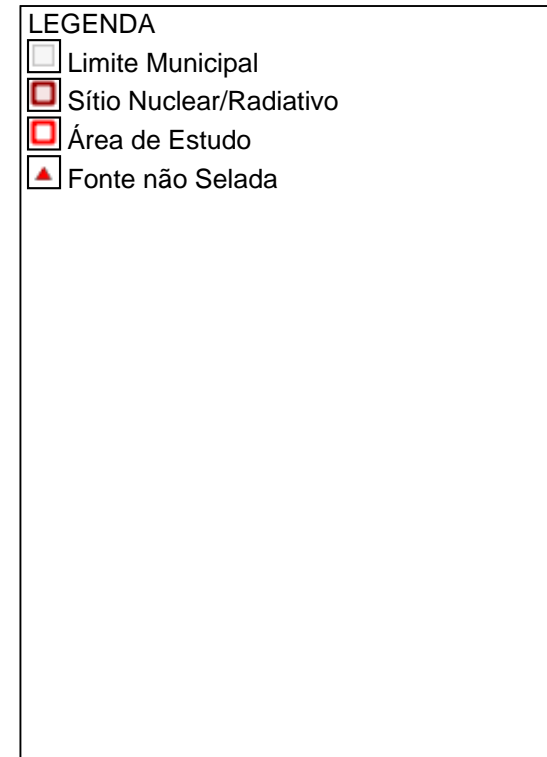 LEGENDA
Limite Municipal
Sítio Nuclear/Radiativo
Área de Estudo
Fonte não Selada